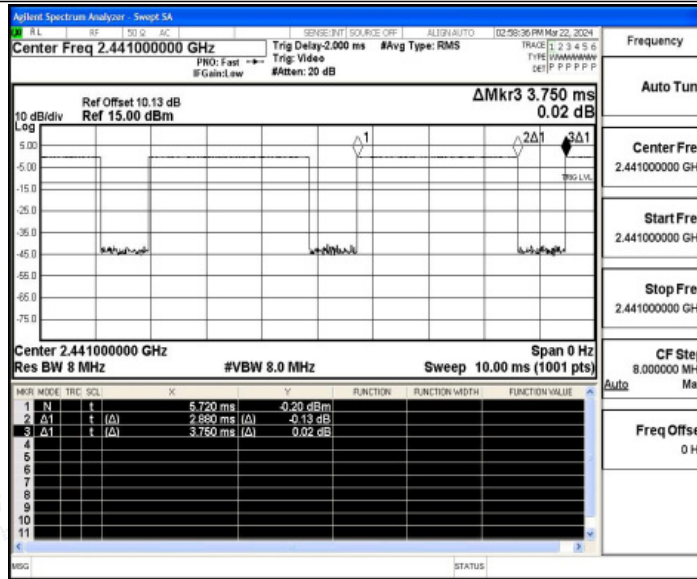 Agilent Spectrum Analyzer - Swept SA
RL RF 50 Ω AC SENSE:INT SOURCE OFF ALIGN AUTO 02:58:36 PM Mar 22, 2024
Center Freq 2.441000000 GHz
PNO: Fast
IFGain:Low
Trig Delay-2.000 ms #Avg Type: RMS
Trig: Video
#Atten: 20 dB
TRACE 1 2 3 4 5 6
TYPE
DET P P P P P P
Frequency
Auto Tun
Ref Offset 10.13 dB
10 dB/div Ref 15.00 dBm
Log
ΔMkr3 3.750 ms
0.02 dB
5.00
-5.00
-15.0
-25.0
-35.0
-45.0
-55.0
-65.0
-75.0
1
2Δ1
3Δ1
TRIG LVL
Center Fre
2.441000000 GH
Start Fre
2.441000000 GH
Stop Fre
2.441000000 GH
CF Ste
8.000000 MH
Auto Ma
Freq Offse
0 H
Center 2.441000000 GHz Span 0 Hz
Res BW 8 MHz #VBW 8.0 MHz Sweep 10.00 ms (1001 pts)
MKR MODE TRC SCL X Y FUNCTION FUNCTION WIDTH FUNCTION VALUE
1 N t 5.720 ms -0.20 dBm
2 Δ1 t (Δ) 2.880 ms (Δ) -0.13 dB
3 Δ1 t (Δ) 3.750 ms (Δ) 0.02 dB
4
5
6
7
8
9
10
11
MSG STATUS